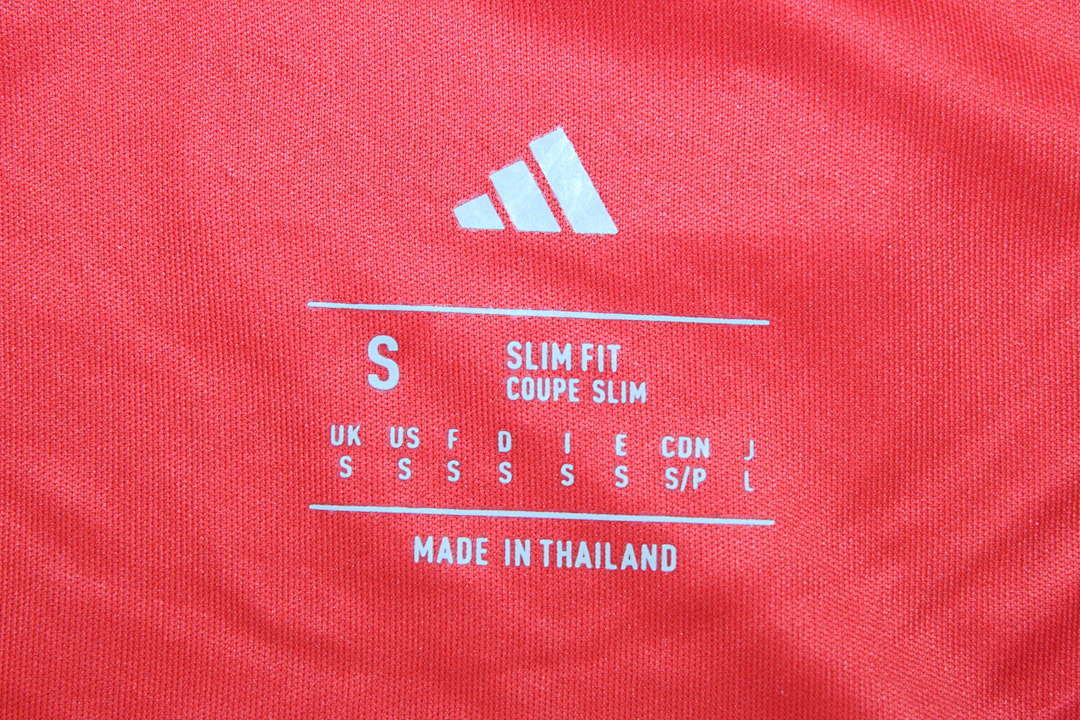 S
SLIM FIT
COUPE SLIM
UK US F D I E CDN J
S S S S S S S/P L
MADE IN THAILAND